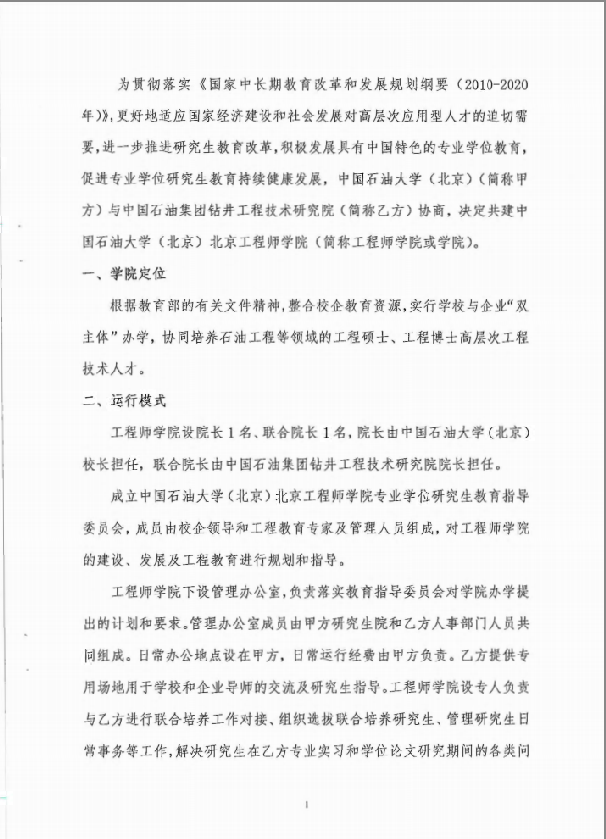 为贯彻落实《国家中长期教育改革和发展规划纲要（2010-2020
年）》，更好地适应国家经济建设和社会发展对高层次应用型人才的迫切需
要，进一步推进研究生教育改革，积极发展具有中国特色的专业学位教育，
促进专业学位研究生教育持续健康发展，中国石油大学（北京）（简称甲
方）与中国石油集团钻井工程技术研究院（简称乙方）协商，决定共建中
国石油大学（北京）北京工程师学院（简称工程师学院或学院）。
一、学院定位
根据教育部的有关文件精神，整合校企教育资源，实行学校与企业“双
主体”办学，协同培养石油工程等领域的工程硕士、工程博士高层次工程
技术人才。
二、运行模式
工程师学院设院长1名、联合院长1名，院长由中国石油大学（北京）
校长担任，联合院长由中国石油集团钻井工程技术研究院院长担任。
成立中国石油大学（北京）北京工程师学院专业学位研究生教育指导
委员会，成员由校企领导和工程教育专家及管理人员组成，对工程师学院
的建设、发展及工程教育进行规划和指导。
工程师学院下设管理办公室，负责落实教育指导委员会对学院办学提
出的计划和要求。管理办公室成员由甲方研究生院和乙方人事部门人员共
同组成。日常办公地点设在甲方，日常运行经费由甲方负责。乙方提供专
用场地用于学校和企业导师的交流及研究生指导。工程师学院设专人负责
与乙方进行联合培养工作对接、组织选拔联合培养研究生、管理研究生日
常事务等工作，解决研究生在乙方专业实习和学位论文研究期间的各类问
1